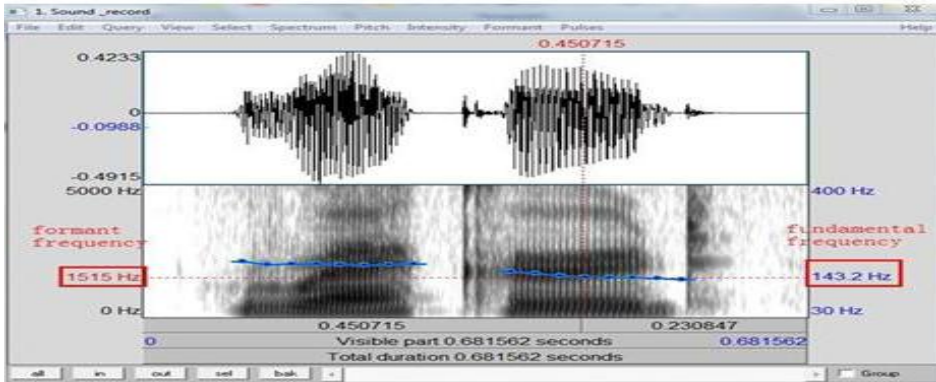 1. Sound _record
File Edit Query View Select Spectrum Pitch Intensity Formant Pulses Help
0.450715
0.4233
0
-0.0988
-0.4915
5000 Hz 400 Hz
formant frequency
fundamental frequency
1515 Hz 143.2 Hz
0 Hz 30 Hz
0.450715 0.230847
0 Visible part 0.681562 seconds 0.681562
Total duration 0.681562 seconds
all in out sel bak Group